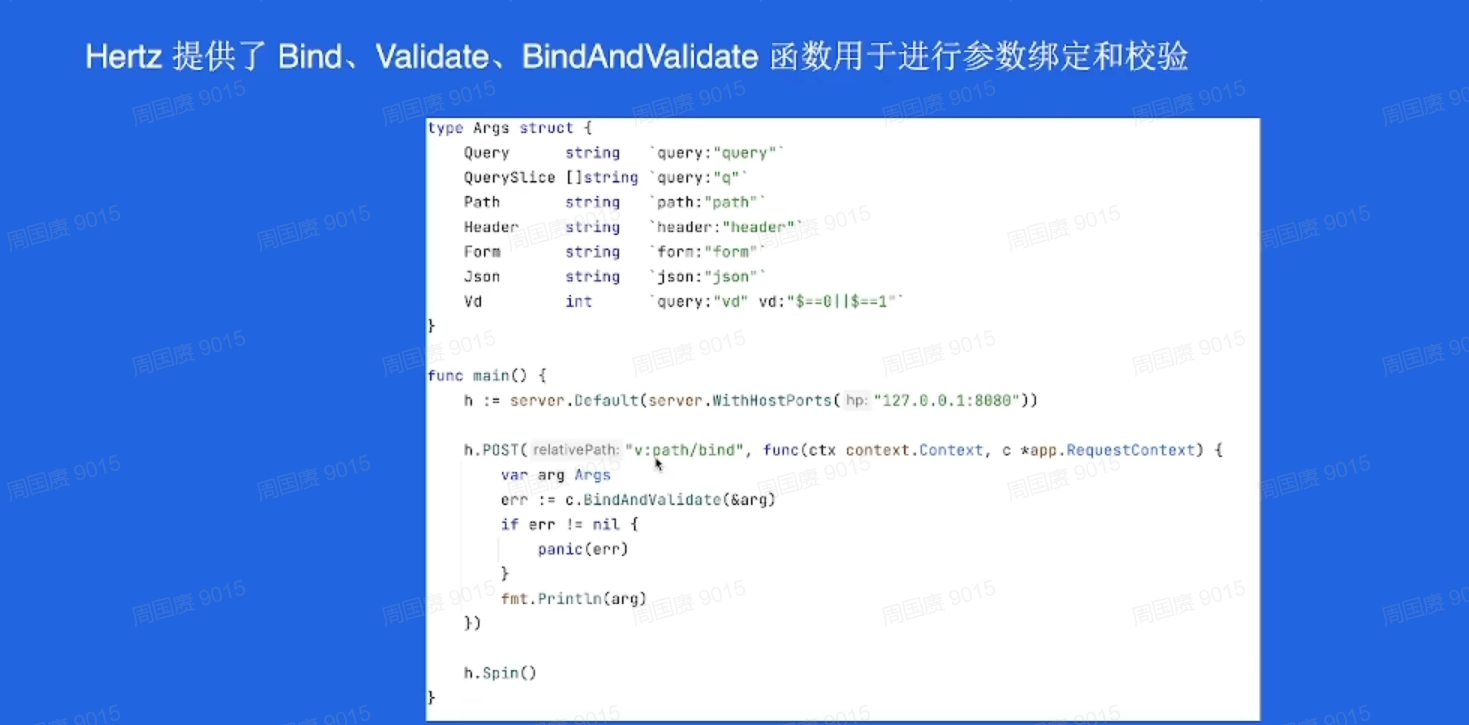 Hertz 提供了 Bind、Validate、BindAndValidate 函数用于进行参数绑定和校验
type Args struct {
    Query      string   `query:"query"`
    QuerySlice []string `query:"q"`
    Path       string   `path:"path"`
    Header     string   `header:"header"`
    Form       string   `form:"form"`
    Json       string   `json:"json"`
    Vd         int      `query:"vd" vd:"$==0||$==1"`
}
func main() {
    h := server.Default(server.WithHostPorts( hp: "127.0.0.1:8080"))
    h.POST( relativePath: "v:path/bind", func(ctx context.Context, c *app.RequestContext) {
        var arg Args
        err := c.BindAndValidate(&arg)
        if err != nil {
            panic(err)
        }
        fmt.Println(arg)
    })
    h.Spin()
}
周国赓 9015